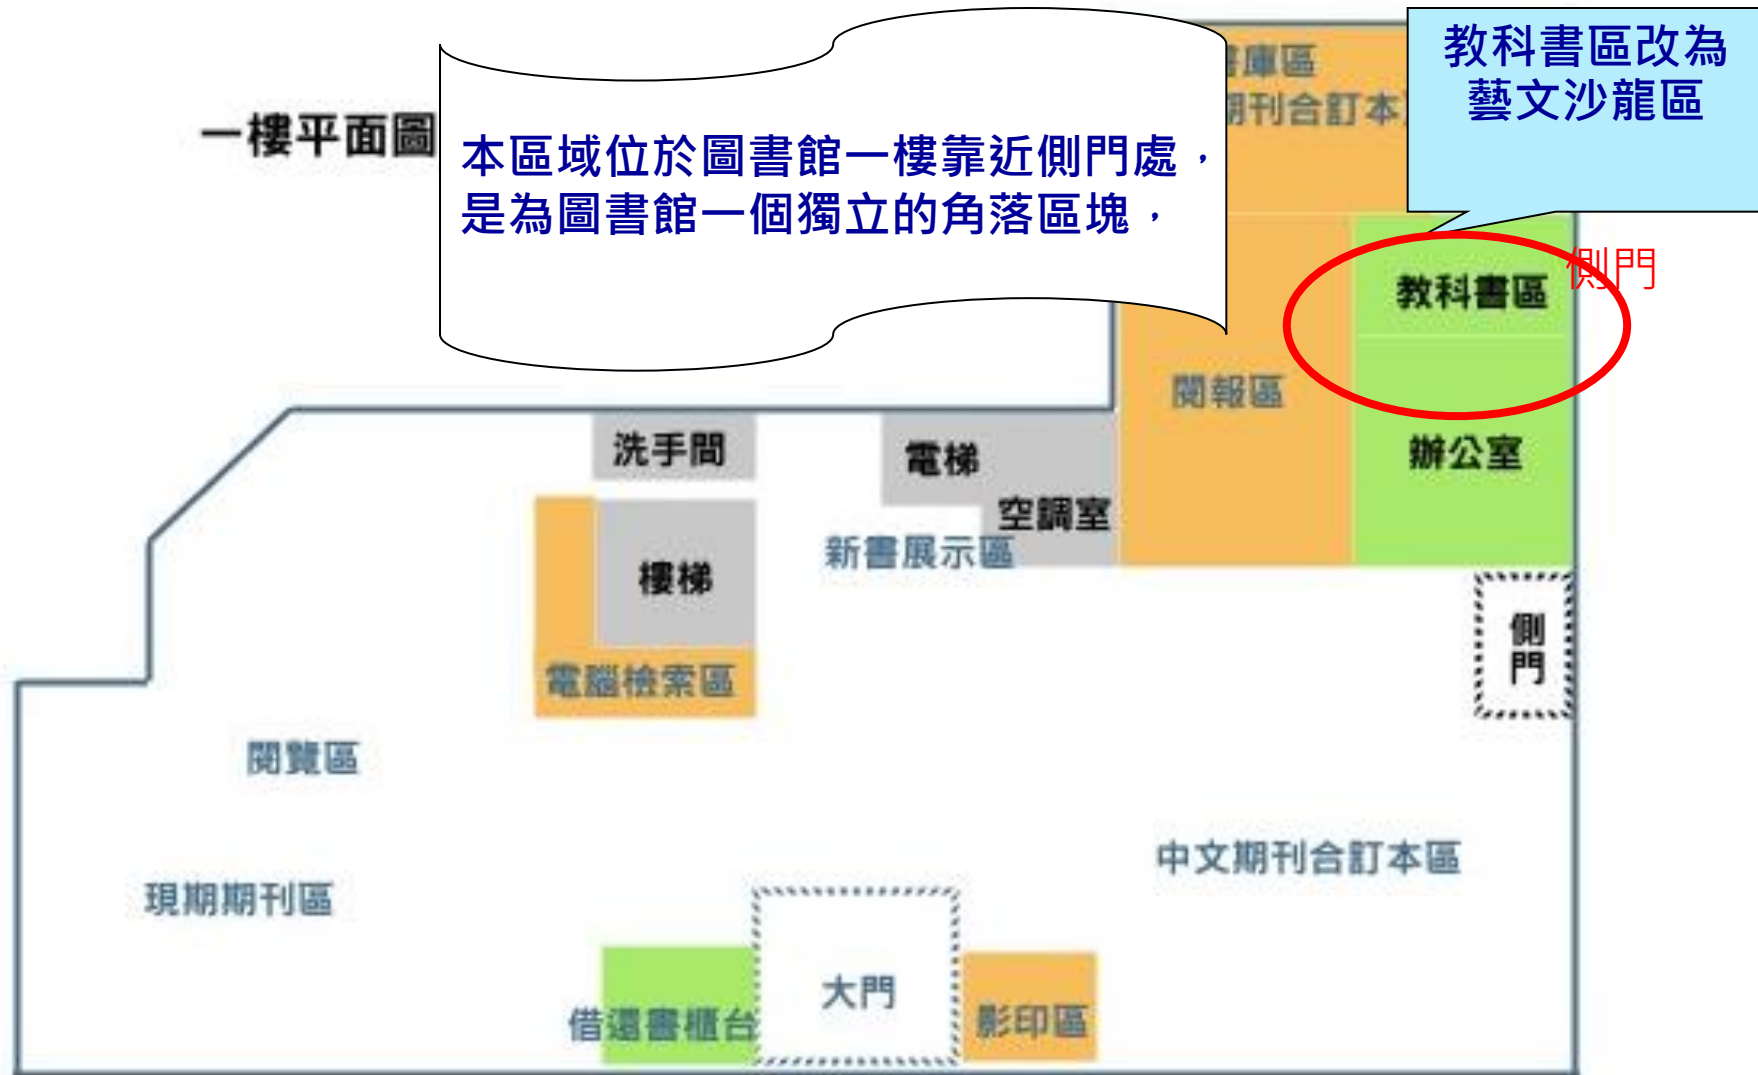 教科書區改為
藝文沙龍區
庫區
期刊合訂本
一樓平面圖
本區域位於圖書館一樓靠近側門處，
是為圖書館一個獨立的角落區塊，
側門
教科書區
閱報區
洗手間
電梯
辦公室
空調室
新書展示區
樓梯
側門
電腦檢索區
閱覽區
中文期刊合訂本區
現期期刊區
大門
借還書櫃台
影印區